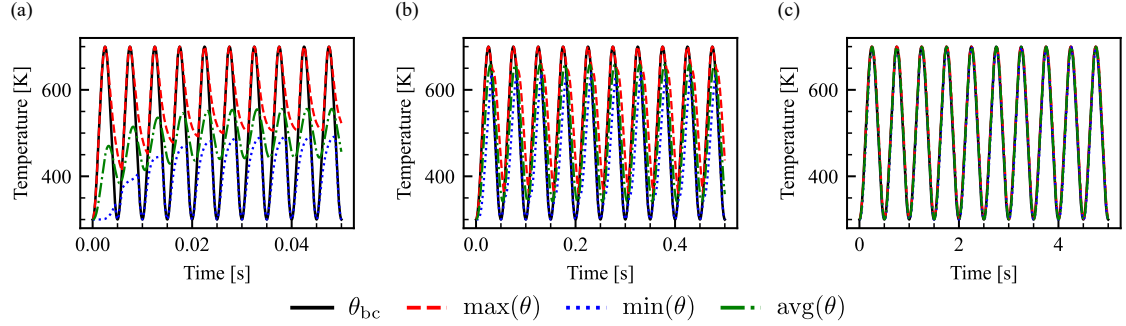 (a) (b) (c)
Temperature [K] Temperature [K] Temperature [K]
600 600 600
400 400 400
0.00 0.02 0.04 0.0 0.2 0.4 0 2 4
Time [s] Time [s] Time [s]
θbc max(θ) min(θ) avg(θ)